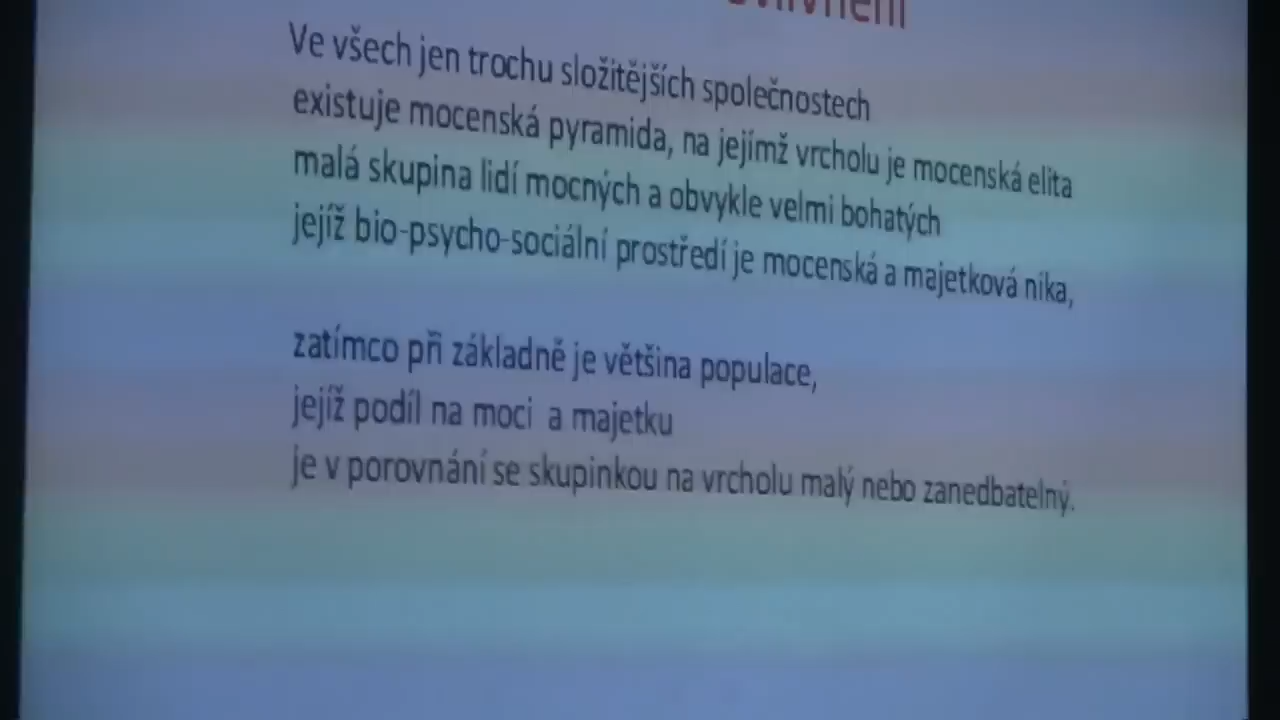 Ve všech jen trochu složitějších společnostech
existuje mocenská pyramida, na jejímž vrcholu je mocenská elita
malá skupina lidí mocných a obvykle velmi bohatých
jejíž bio-psycho-sociální prostředí je mocenská a majetková nika,
zatímco při základně je většina populace,
jejíž podíl na moci a majetku
je v porovnání se skupinkou na vrcholu malý nebo zanedbatelný.